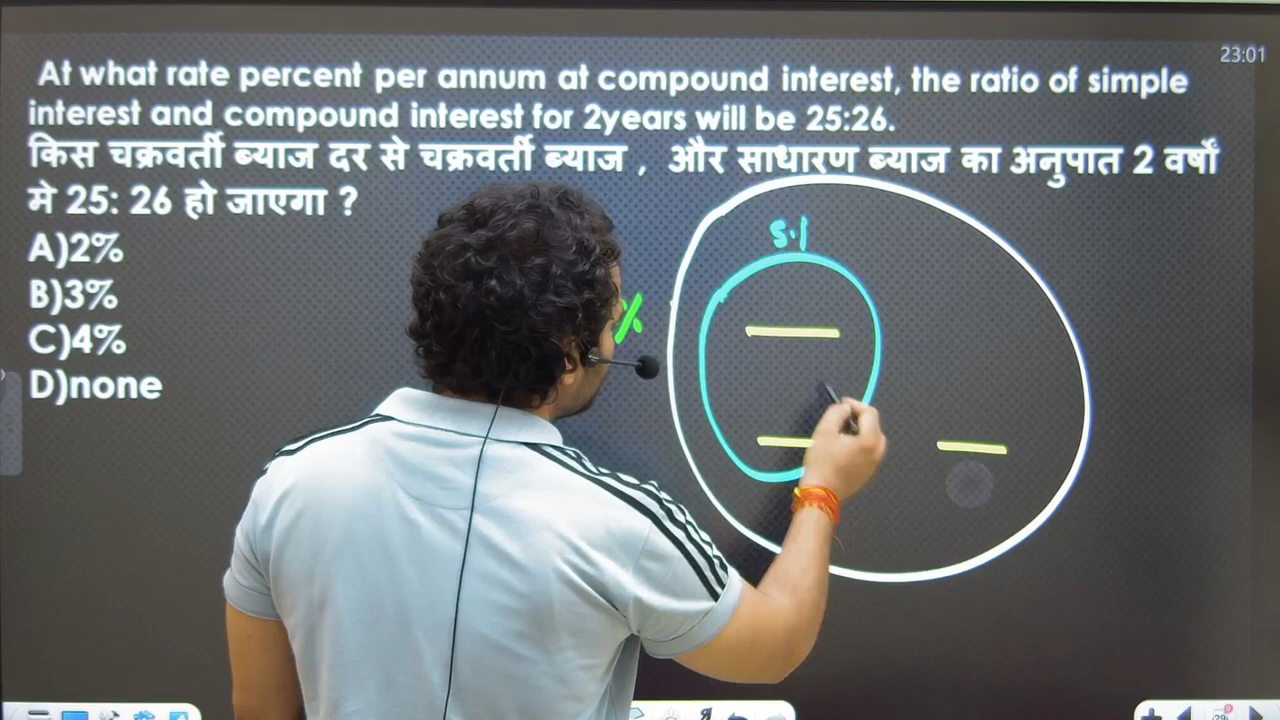 23:01
At what rate percent per annum at compound interest, the ratio of simple
interest and compound interest for 2years will be 25:26.
किस चक्रवर्ती ब्याज दर से चक्रवर्ती ब्याज , और साधारण ब्याज का अनुपात 2 वर्षों
मे 25: 26 हो जाएगा ?
A)2%
B)3%
C)4%
D)none
S.I
%